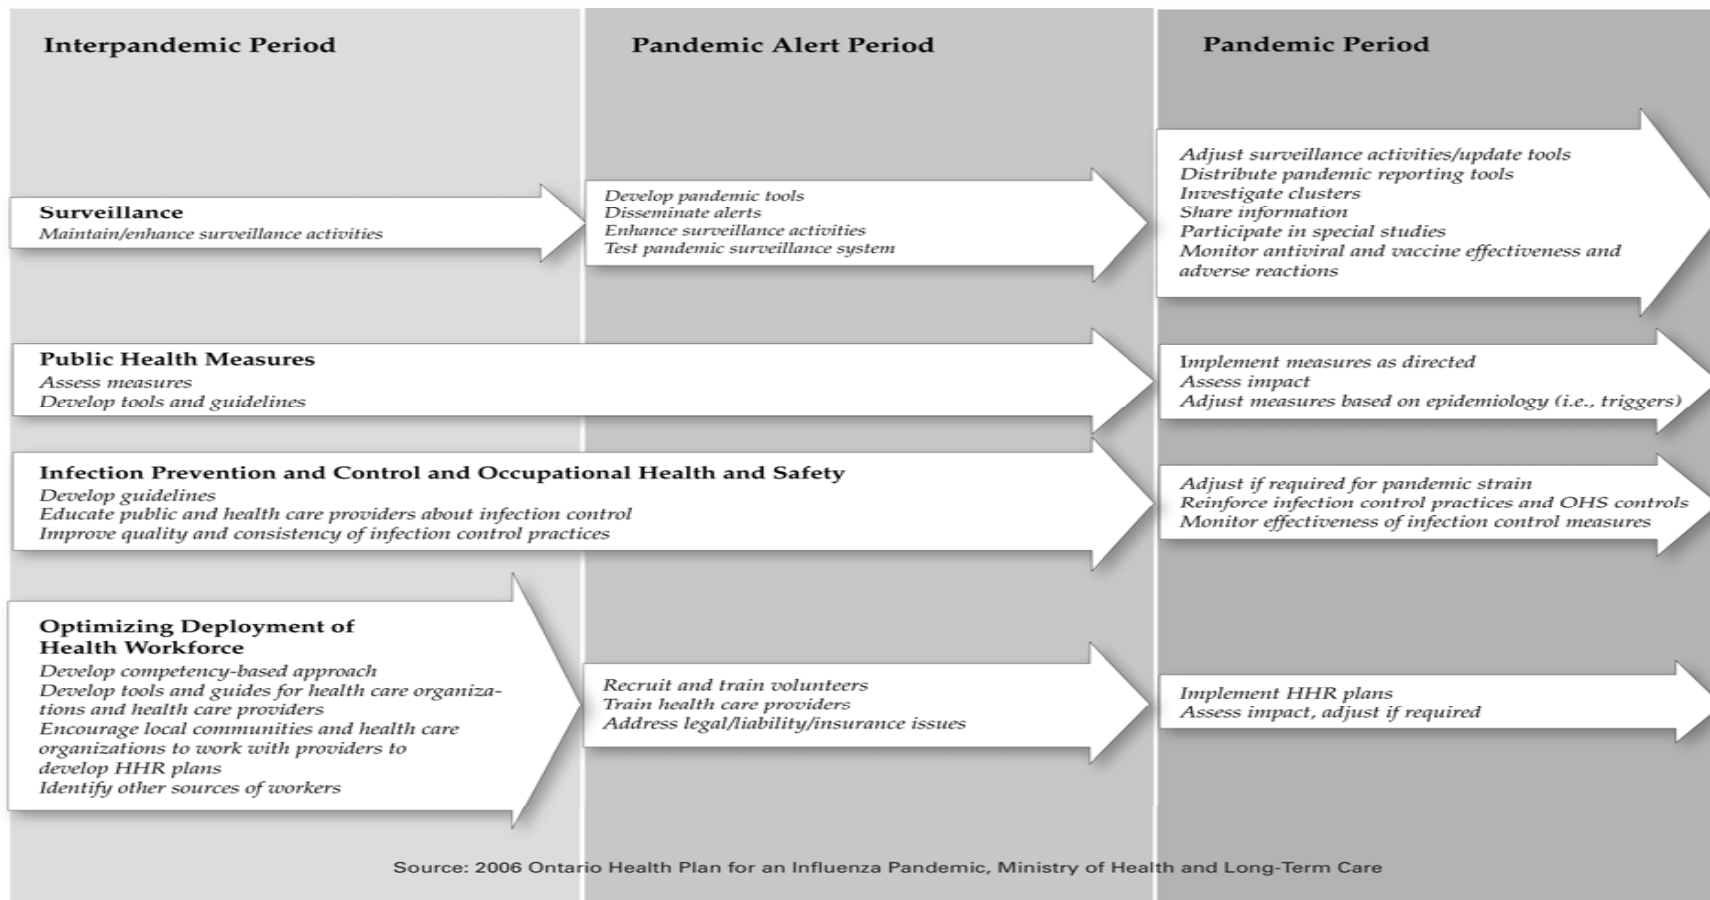 Interpandemic Period
Pandemic Alert Period
Pandemic Period
Surveillance
Maintain/enhance surveillance activities
Develop pandemic tools
Disseminate alerts
Enhance surveillance activities
Test pandemic surveillance system
Adjust surveillance activities/update tools
Distribute pandemic reporting tools
Investigate clusters
Share information
Participate in special studies
Monitor antiviral and vaccine effectiveness and
adverse reactions
Public Health Measures
Assess measures
Develop tools and guidelines
Implement measures as directed
Assess impact
Adjust measures based on epidemiology (i.e., triggers)
Infection Prevention and Control and Occupational Health and Safety
Develop guidelines
Educate public and health care providers about infection control
Improve quality and consistency of infection control practices
Adjust if required for pandemic strain
Reinforce infection control practices and OHS controls
Monitor effectiveness of infection control measures
Optimizing Deployment of
Health Workforce
Develop competency-based approach
Develop tools and guides for health care organiza-
tions and health care providers
Encourage local communities and health care
organizations to work with providers to
develop HHR plans
Identify other sources of workers
Recruit and train volunteers
Train health care providers
Address legal/liability/insurance issues
Implement HHR plans
Assess impact, adjust if required
Source: 2006 Ontario Health Plan for an Influenza Pandemic, Ministry of Health and Long-Term Care